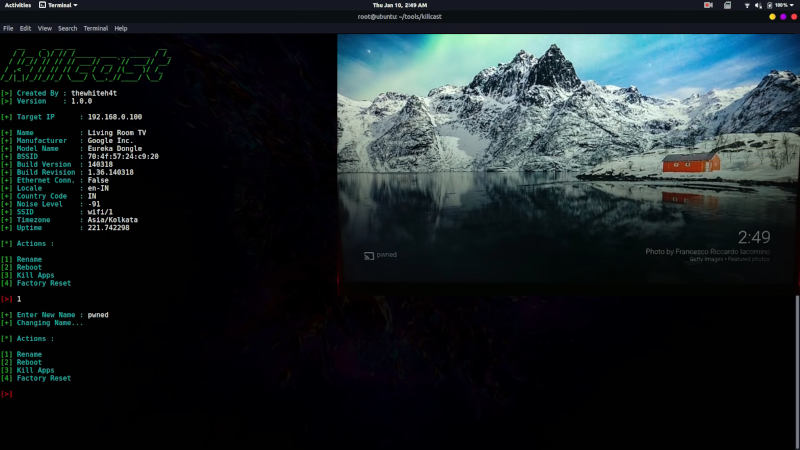 Activities Terminal Thu Jan 10, 2:49 AM 100%
root@ubuntu: ~/tools/killcast
File Edit View Search Terminal Help
[>] Created By : thewhiteh4t
[>] Version : 1.0.0
[+] Target IP : 192.168.0.100
[+] Name : Living Room TV
[+] Manufacturer : Google Inc.
[+] Model Name : Eureka Dongle
[+] BSSID : 70:4f:57:24:c9:20
[+] Build Version : 140318
[+] Build Revision : 1.36.140318
[+] Ethernet Conn. : False
[+] Locale : en-IN
[+] Country Code : IN
[+] Noise Level : -91
[+] SSID : wifi/1
[+] Timezone : Asia/Kolkata
[+] Uptime : 221.742298
[*] Actions :
[1] Rename
[2] Reboot
[3] Kill Apps
[4] Factory Reset
[>] 1
[+] Enter New Name : pwned
[+] Changing Name...
[*] Actions :
[1] Rename
[2] Reboot
[3] Kill Apps
[4] Factory Reset
[>]
2:49
pwned
Photo by Francesco Riccardo Iacomino
Getty Images • Featured photos